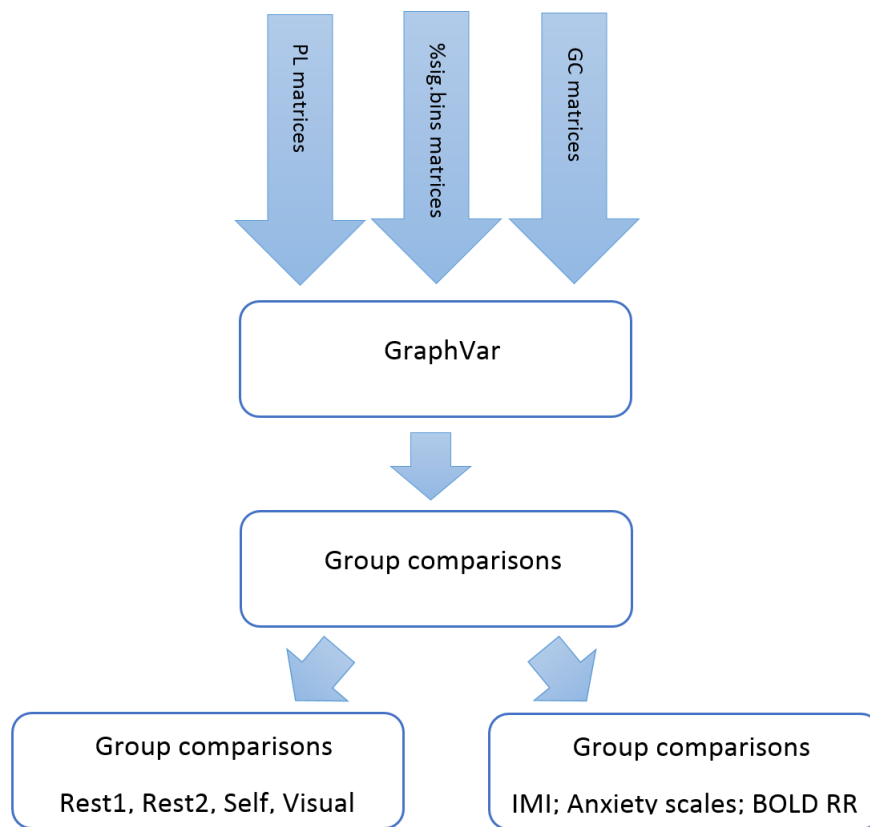 PL matrices
%sig.bins matrices
GC matrices
GraphVar
Group comparisons
Group comparisons
Rest1, Rest2, Self, Visual
Group comparisons
IMI; Anxiety scales; BOLD RR